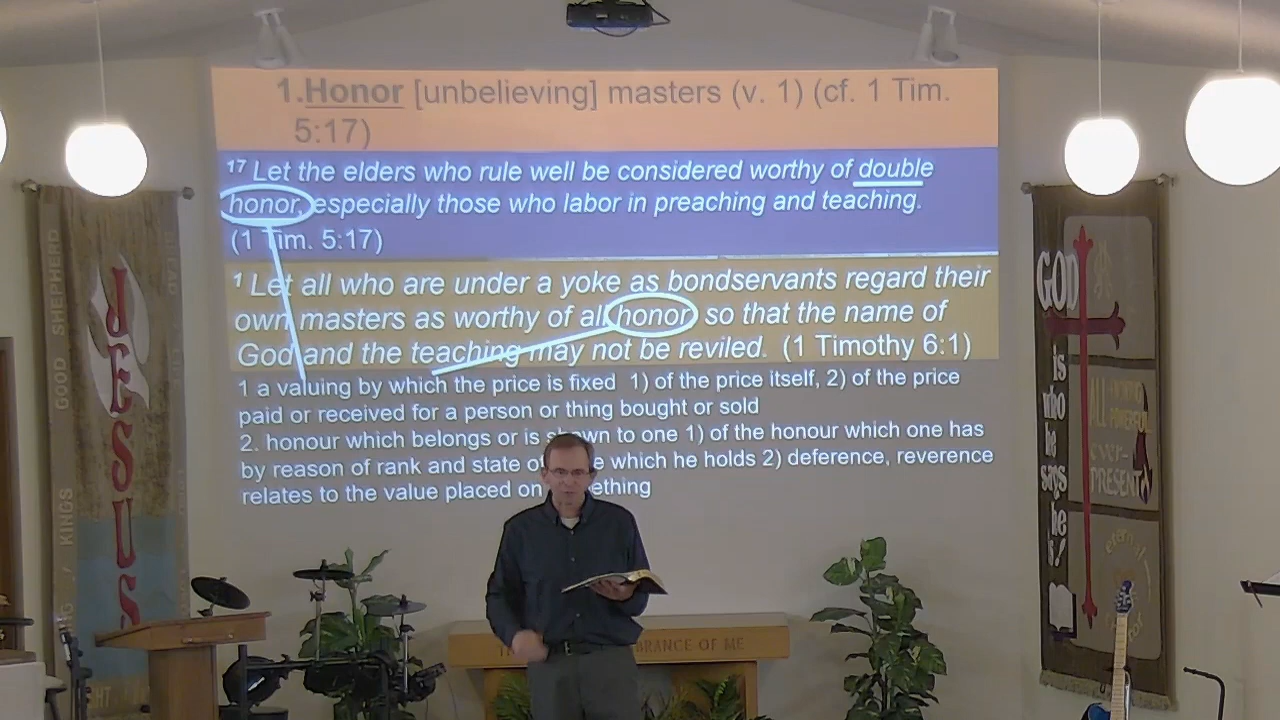 1.Honor [unbelieving] masters (v. 1) (cf. 1 Tim.
5:17)
17 Let the elders who rule well be considered worthy of double
honor, especially those who labor in preaching and teaching.
(1 Tim. 5:17)
1 Let all who are under a yoke as bondservants regard their
own masters as worthy of all honor so that the name of
God and the teaching may not be reviled. (1 Timothy 6:1)
1 a valuing by which the price is fixed 1) of the price itself, 2) of the price
paid or received for a person or thing bought or sold
2. honour which belongs or is shown to one 1) of the honour which one has
by reason of rank and state which he holds 2) deference, reverence
relates to the value placed on
GOD SHEPHERD
KINGS
JESUS
GOD
is
who
he
says
he
is!
ALL
POWERFUL
ever-
PRESENT
eternal
BRANCE OF ME